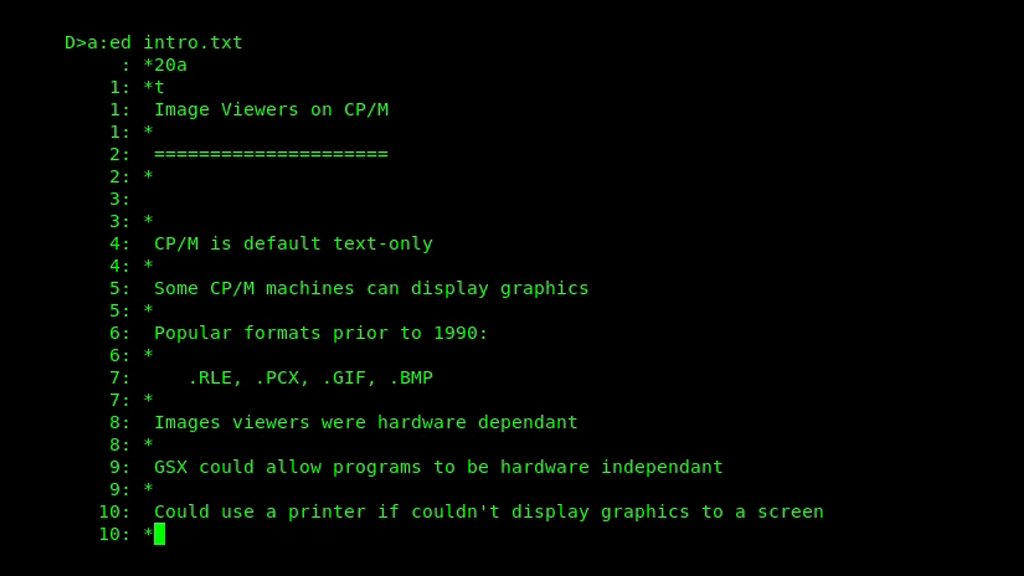 D>a:ed intro.txt
: *20a
1: *t
1: Image Viewers on CP/M
1: *
2: =====================
2: *
3:
3: *
4: CP/M is default text-only
4: *
5: Some CP/M machines can display graphics
5: *
6: Popular formats prior to 1990:
6: *
7: .RLE, .PCX, .GIF, .BMP
7: *
8: Images viewers were hardware dependant
8: *
9: GSX could allow programs to be hardware independant
9: *
10: Could use a printer if couldn't display graphics to a screen
10: *